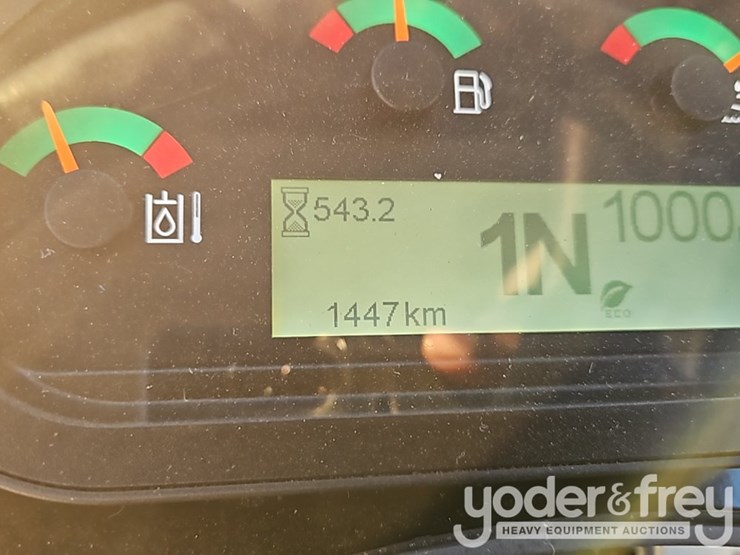 543.2
1N
1000
ECO
1447km
yoder&frey
HEAVY EQUIPMENT AUCTIONS